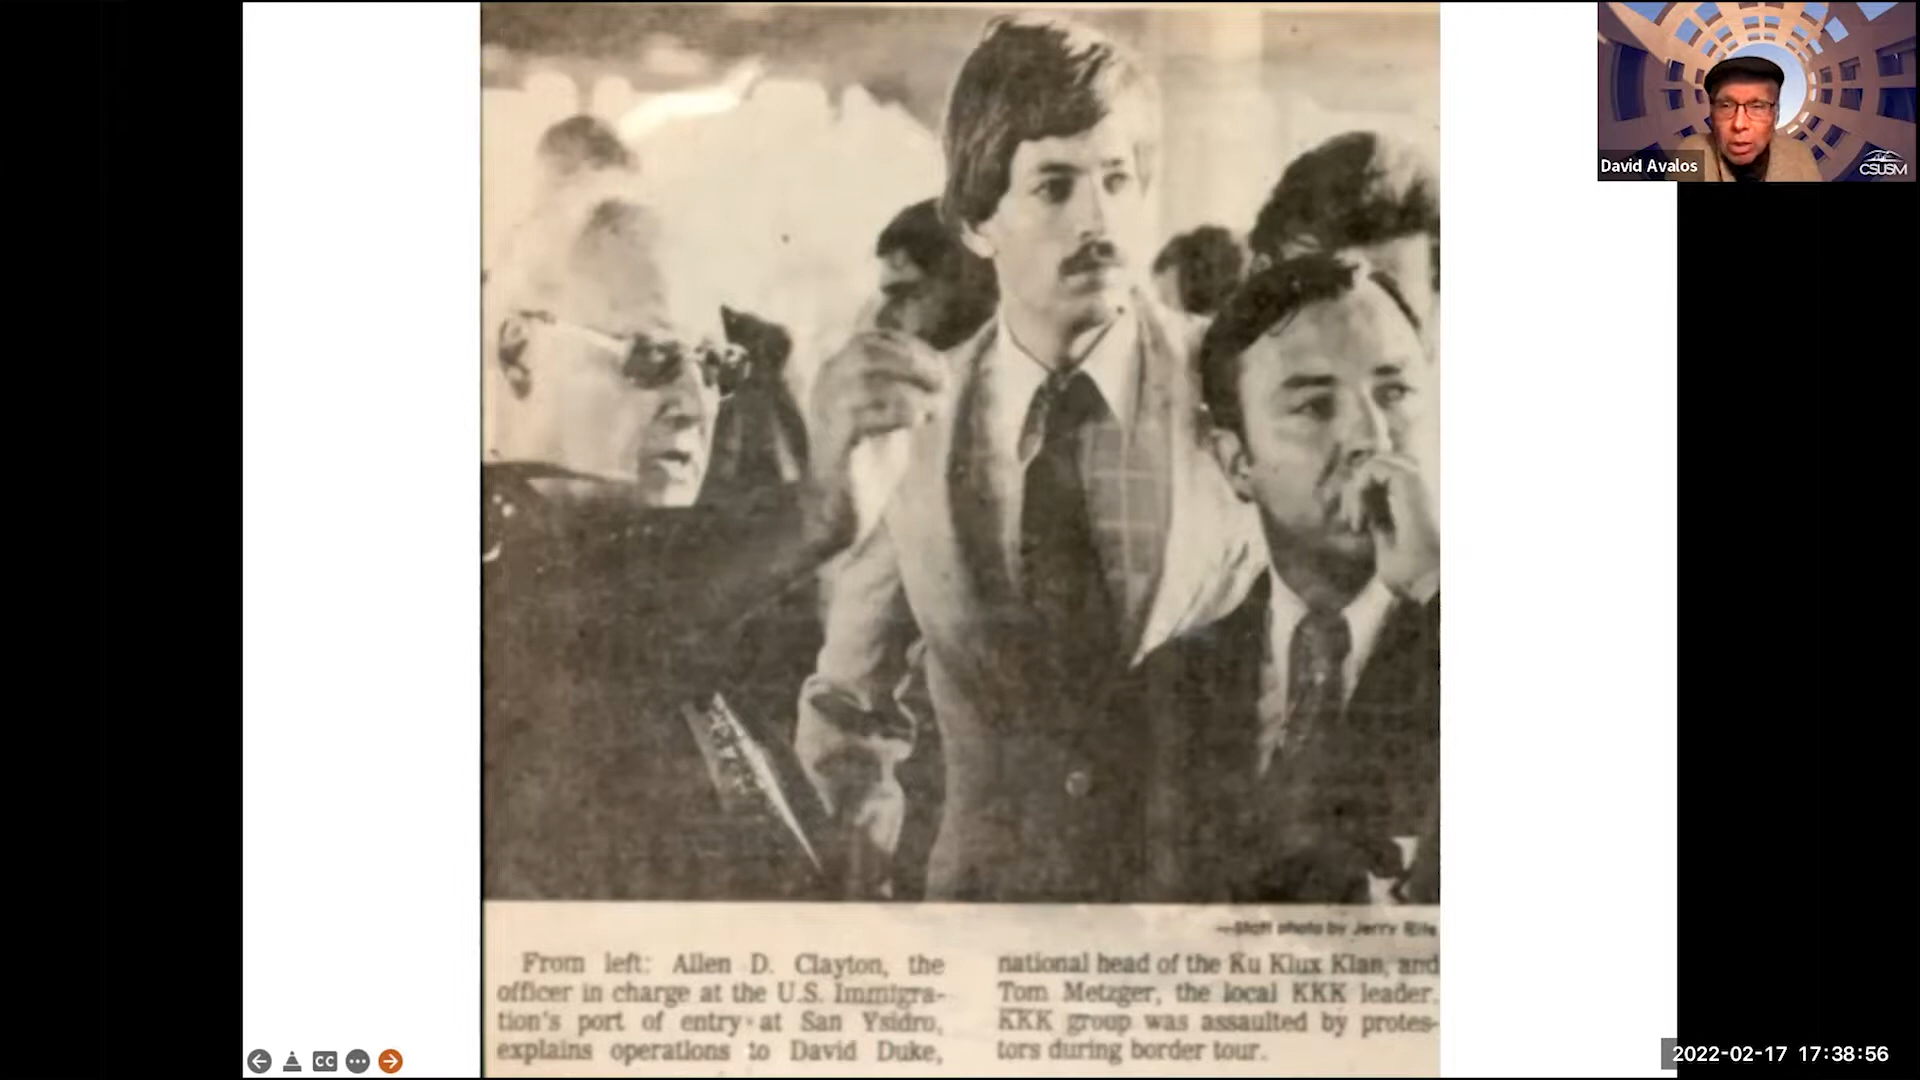 David Avalos
CSUSM
—Staff photo by Jerry Rife
From left: Allen D. Clayton, the
officer in charge at the U.S. Immigra-
tion's port of entry at San Ysidro,
explains operations to David Duke,
national head of the Ku Klux Klan, and
Tom Metzger, the local KKK leader.
KKK group was assaulted by protes-
tors during border tour.
CC
2022-02-17 17:38:56